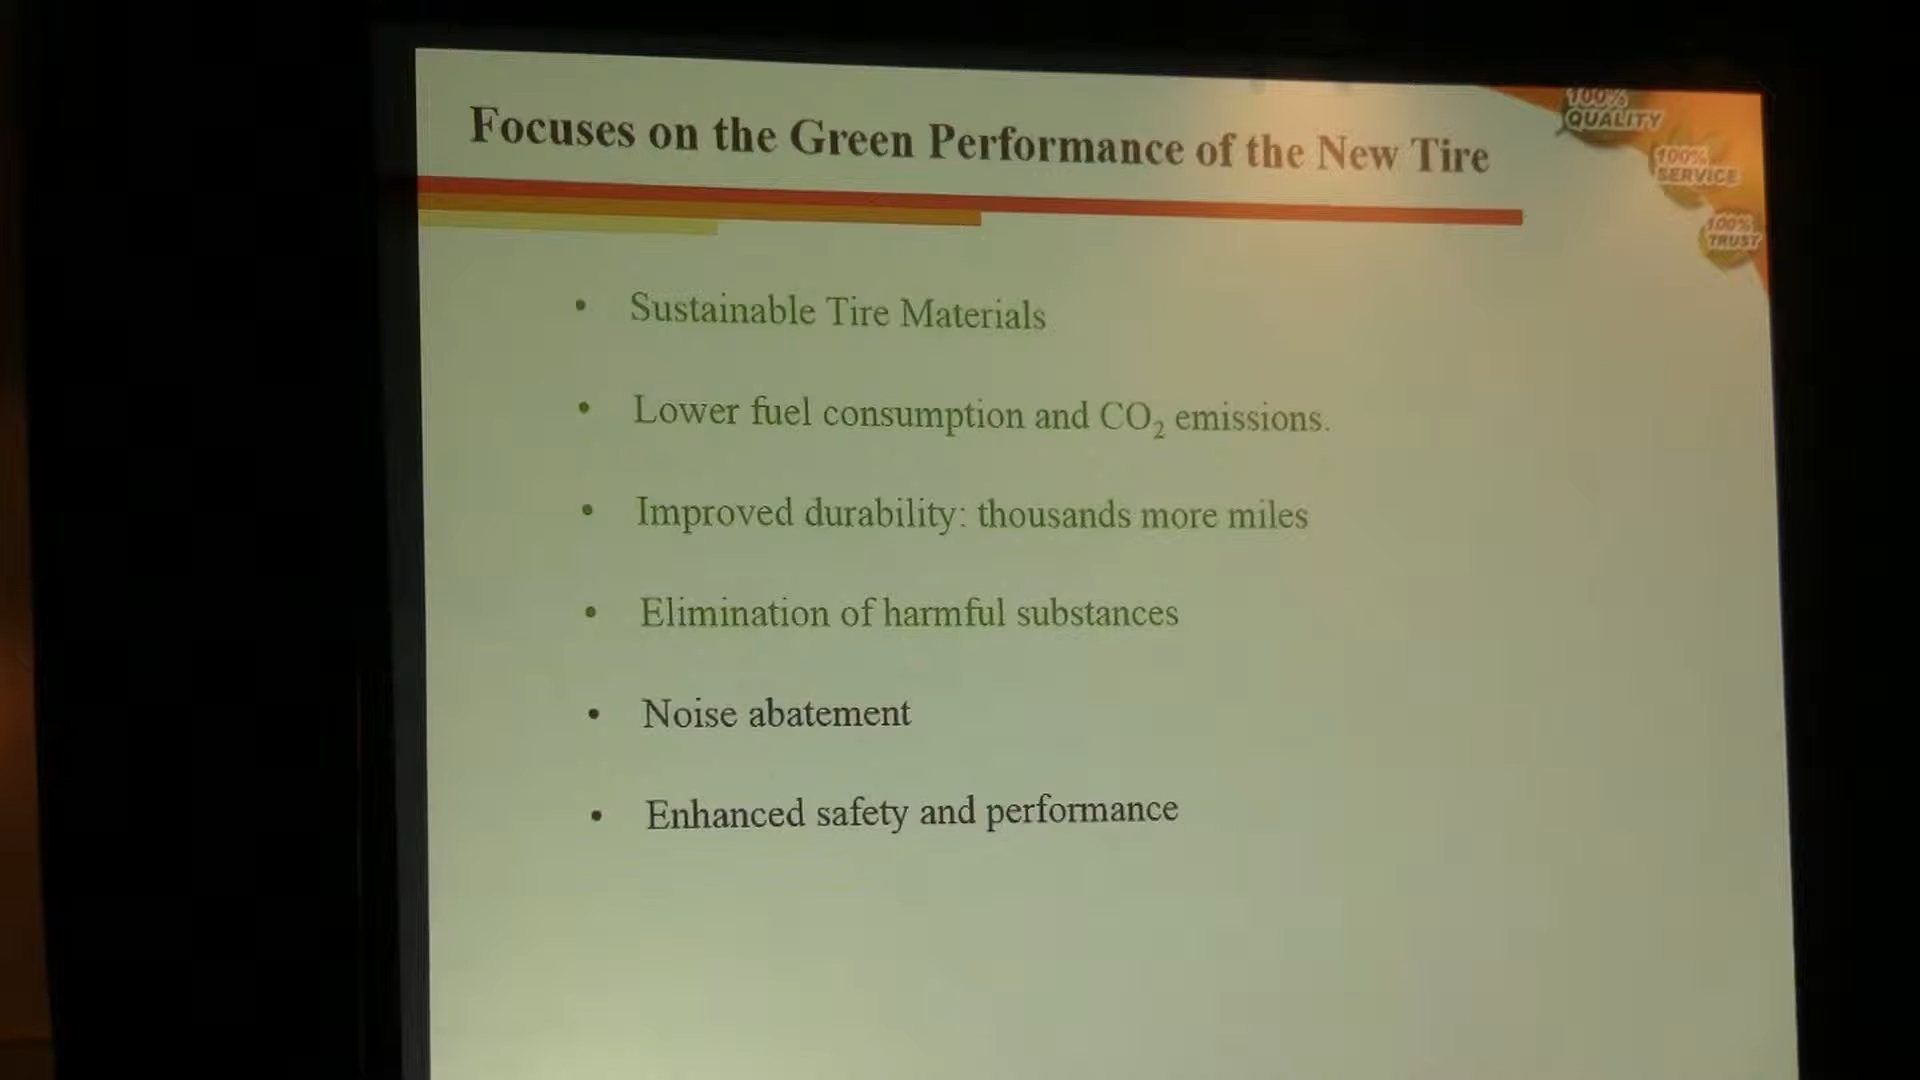 Focuses on the Green Performance of the New Tire
100%
QUALITY
100%
SERVICE
100%
TRUST
• Sustainable Tire Materials
• Lower fuel consumption and CO₂ emissions.
• Improved durability: thousands more miles
• Elimination of harmful substances
• Noise abatement
• Enhanced safety and performance